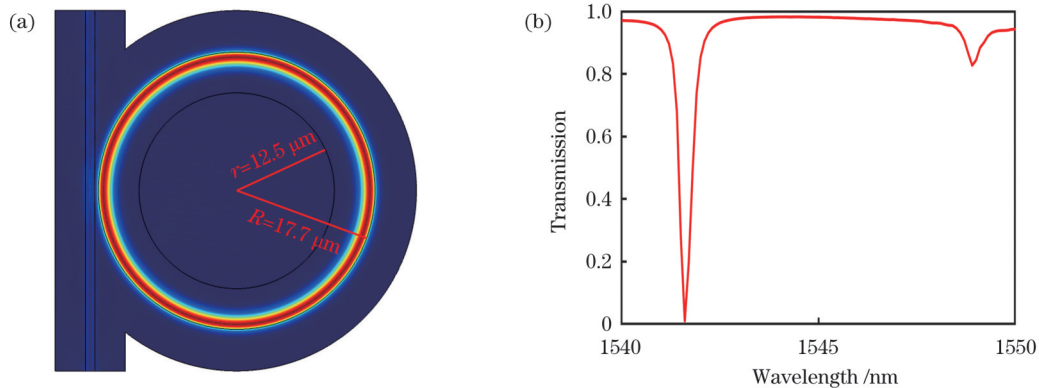 (a)
r=12.5 μm
R=17.7 μm
(b)
Transmission
1.0
0.8
0.6
0.4
0.2
0
1540
1545
1550
Wavelength /nm